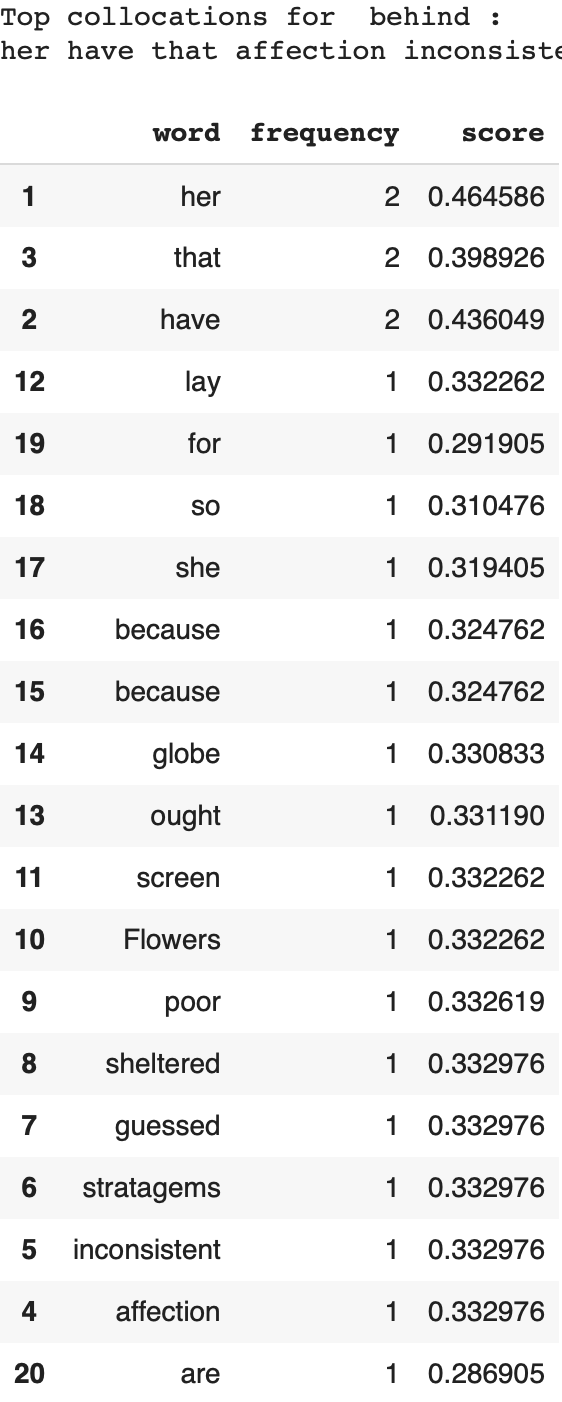 Top collocations for  behind :
her have that affection inconsiste
word frequency score
1 her 2 0.464586
3 that 2 0.398926
2 have 2 0.436049
12 lay 1 0.332262
19 for 1 0.291905
18 so 1 0.310476
17 she 1 0.319405
16 because 1 0.324762
15 because 1 0.324762
14 globe 1 0.330833
13 ought 1 0.331190
11 screen 1 0.332262
10 Flowers 1 0.332262
9 poor 1 0.332619
8 sheltered 1 0.332976
7 guessed 1 0.332976
6 stratagems 1 0.332976
5 inconsistent 1 0.332976
4 affection 1 0.332976
20 are 1 0.286905